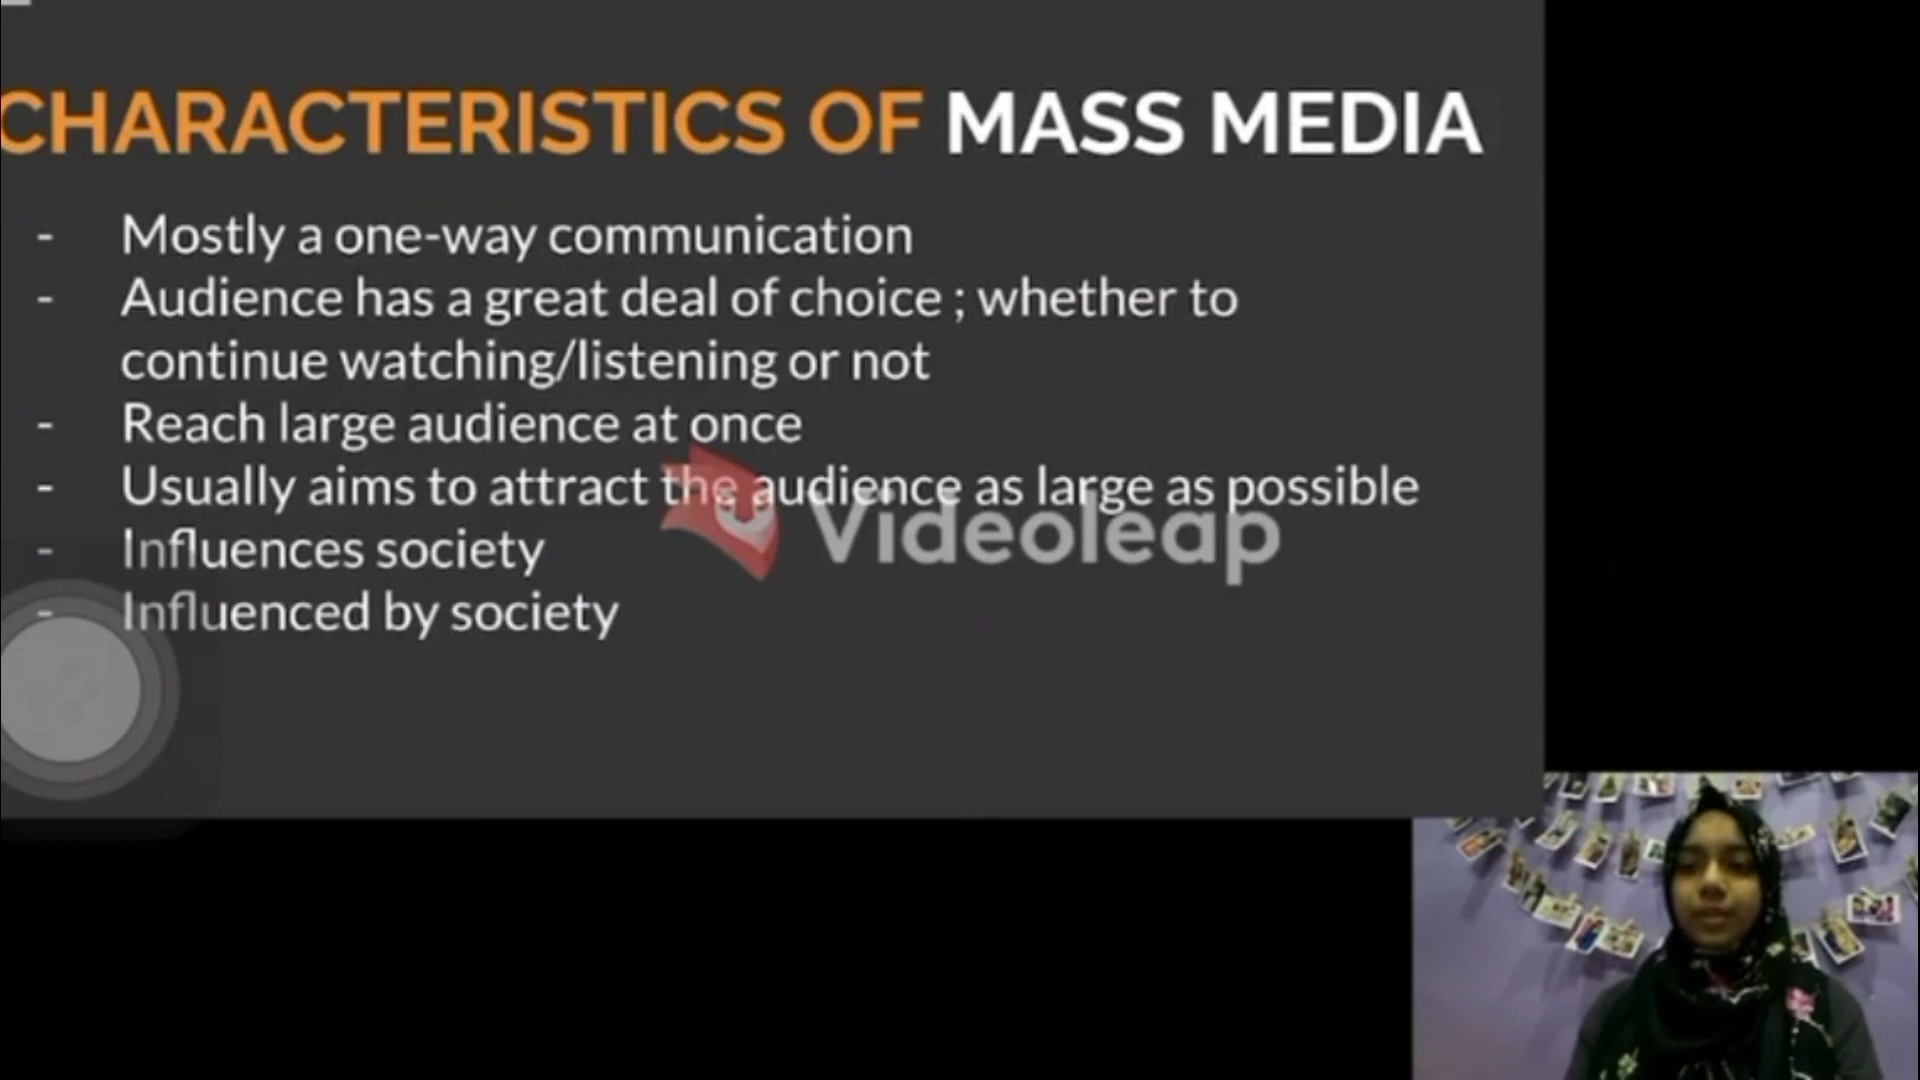 CHARACTERISTICS OF MASS MEDIA
- Mostly a one-way communication
- Audience has a great deal of choice ; whether to
continue watching/listening or not
- Reach large audience at once
- Usually aims to attract the audience as large as possible
- Influences society
- Influenced by society
Videoleap